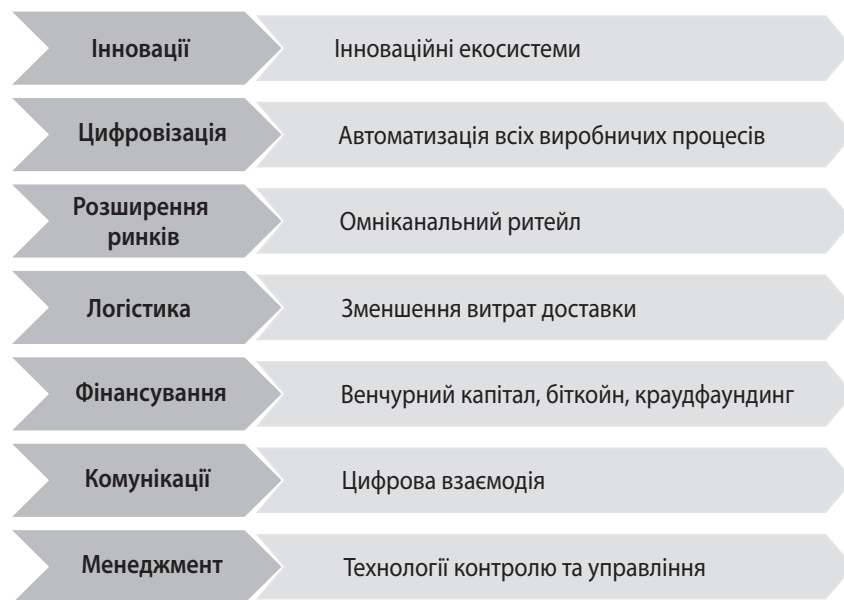 Інновації
Інноваційні екосистеми
Цифровізація
Автоматизація всіх виробничих процесів
Розширення
ринків
Омніканальний ритейл
Логістика
Зменшення витрат доставки
Фінансування
Венчурний капітал, біткойн, краудфаундинг
Комунікації
Цифрова взаємодія
Менеджмент
Технології контролю та управління